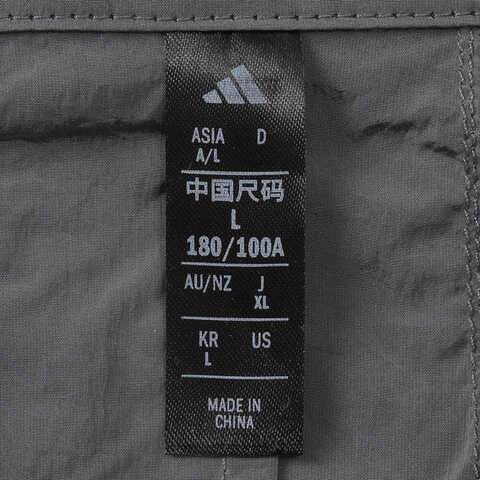 ASIA D
A/L
中国尺码
L
180/100A
AU/NZ J
XL
KR US
L
MADE IN
CHINA